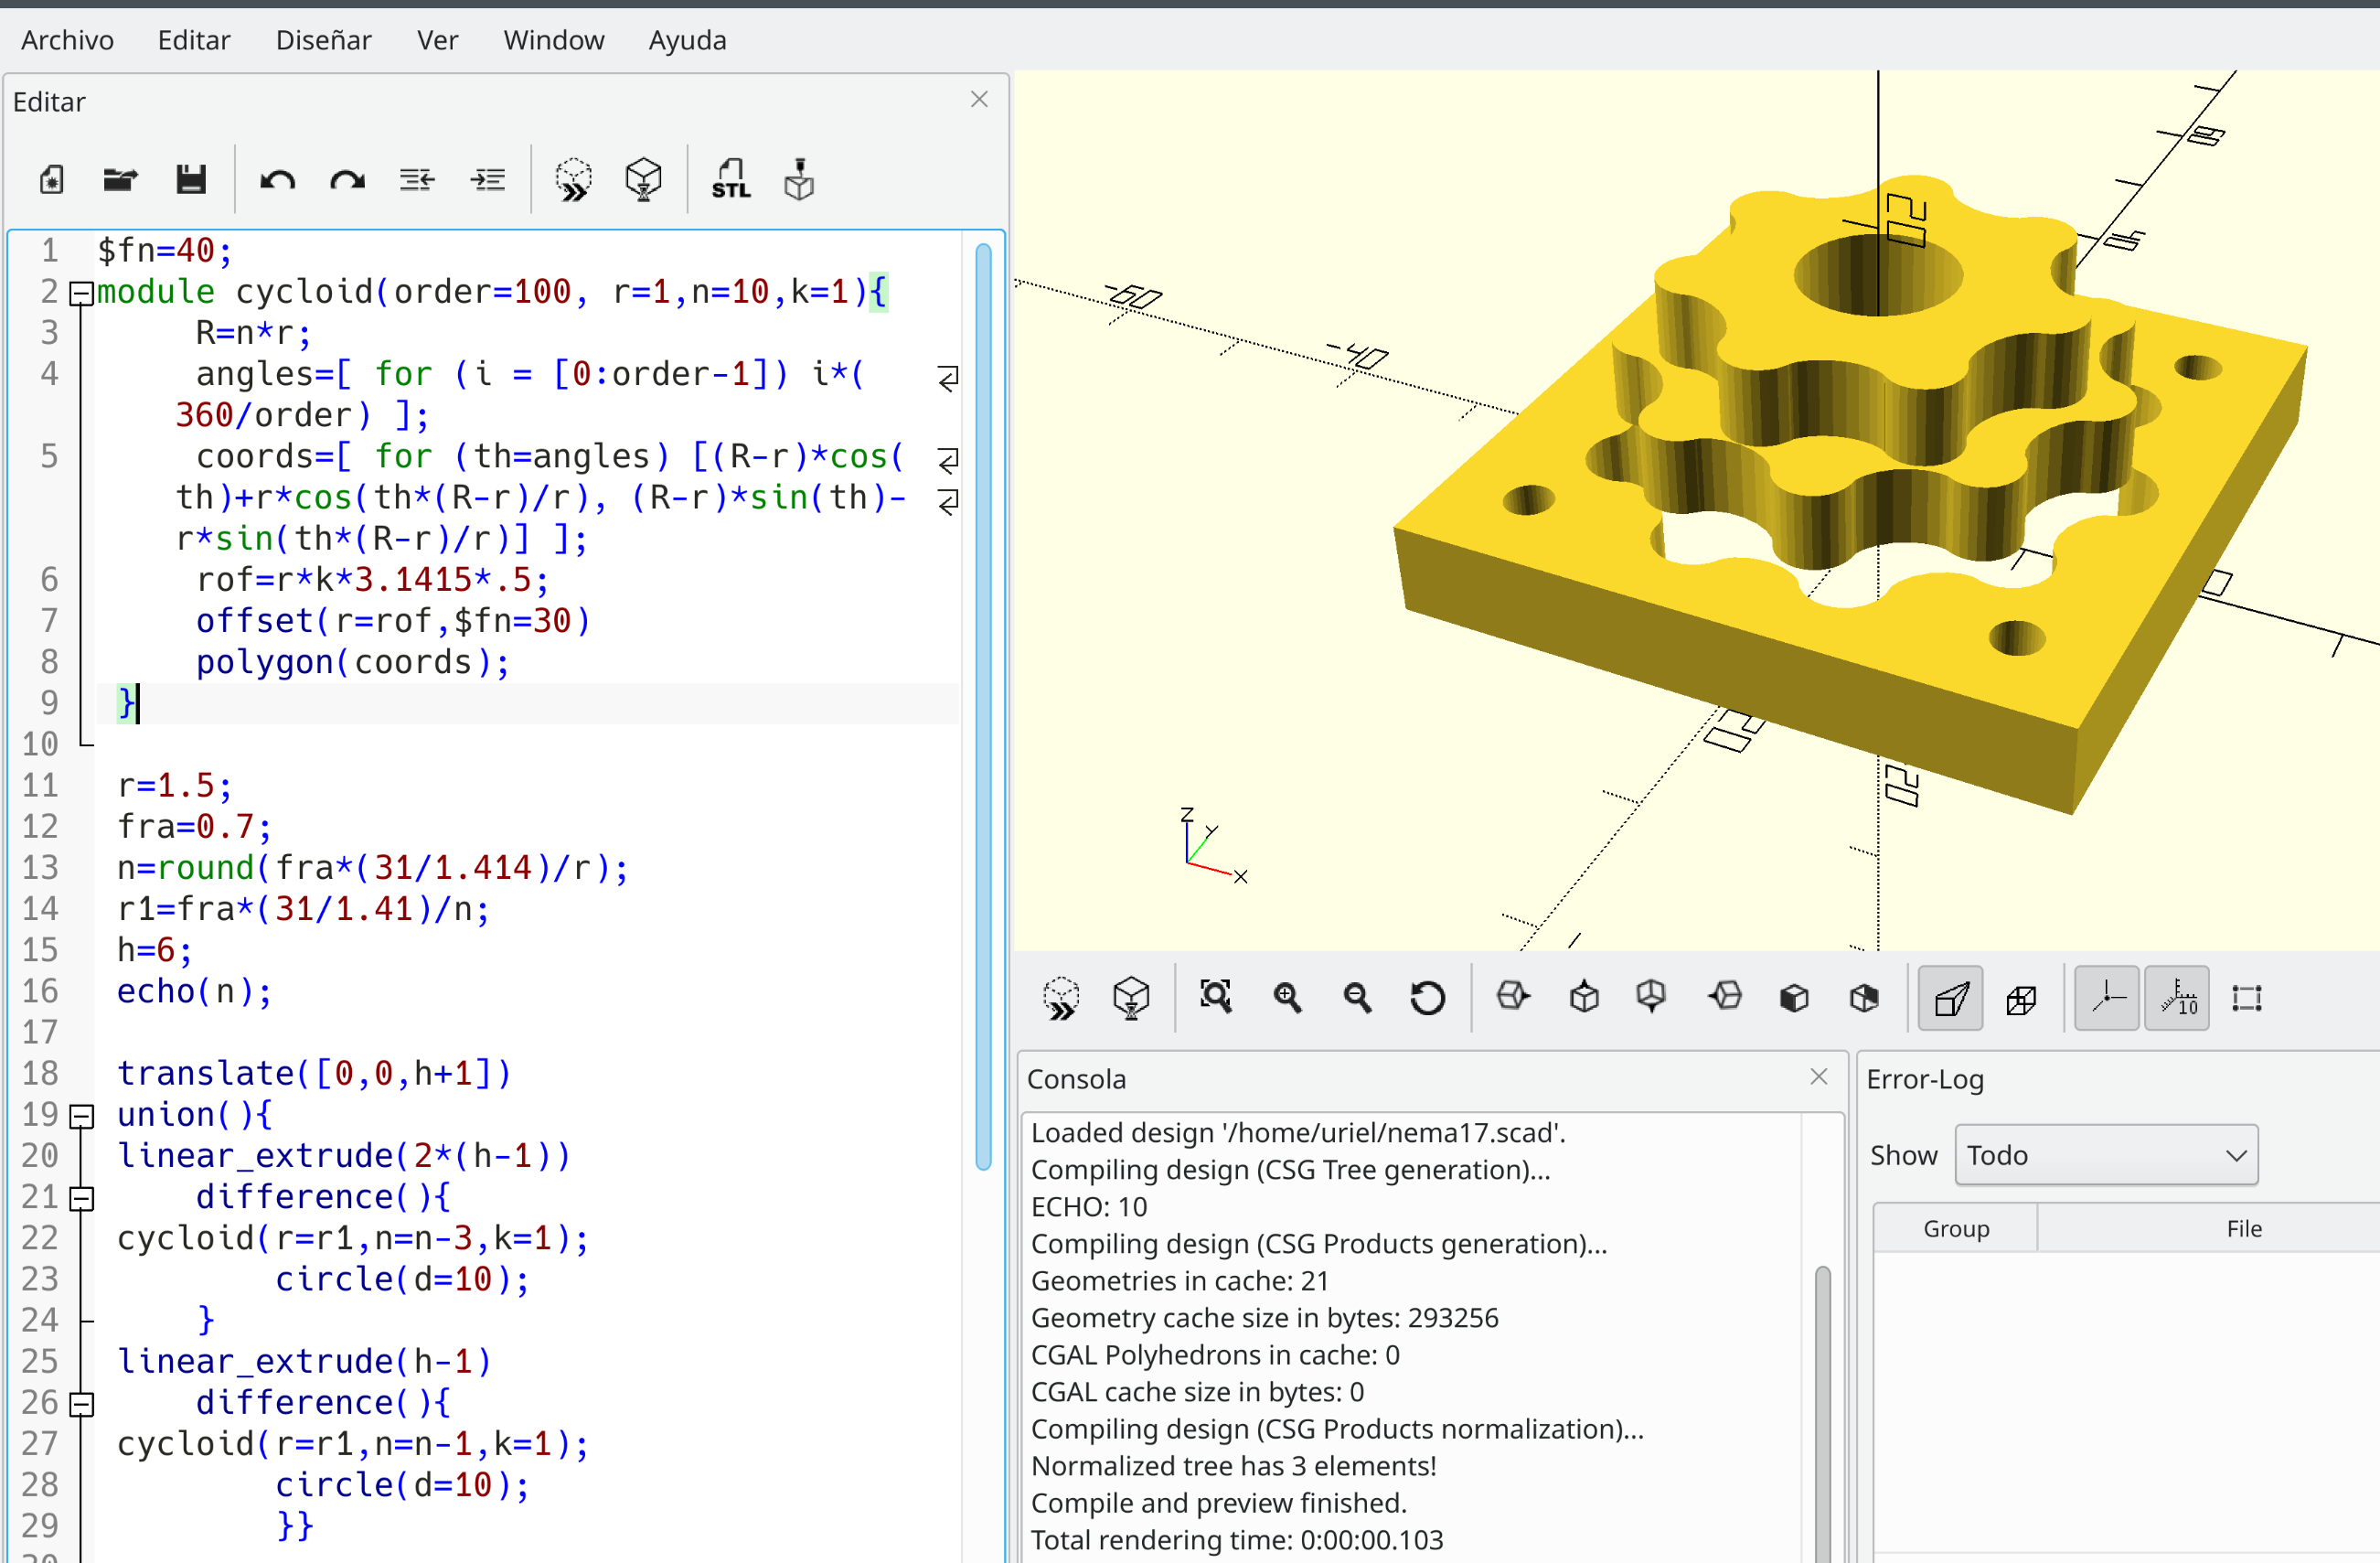 Archivo Editar Diseñar Ver Window Ayuda
Editar
STL
1 $fn=40;
2 module cycloid(order=100, r=1,n=10,k=1){
3 R=n*r;
4 angles=[ for (i = [0:order-1]) i*(
360/order) ];
5 coords=[ for (th=angles) [(R-r)*cos(
th)+r*cos(th*(R-r)/r), (R-r)*sin(th)-
r*sin(th*(R-r)/r)] ];
6 rof=r*k*3.1415*.5;
7 offset(r=rof,$fn=30)
8 polygon(coords);
9 }
10
11 r=1.5;
12 fra=0.7;
13 n=round(fra*(31/1.414)/r);
14 r1=fra*(31/1.41)/n;
15 h=6;
16 echo(n);
17
18 translate([0,0,h+1])
19 union(){
20 linear_extrude(2*(h-1))
21 difference(){
22 cycloid(r=r1,n=n-3,k=1);
23 circle(d=10);
24 }
25 linear_extrude(h-1)
26 difference(){
27 cycloid(r=r1,n=n-1,k=1);
28 circle(d=10);
29 }}
30
-60
-40
20
Z
Y
X
10
Consola
Loaded design '/home/uriel/nema17.scad'.
Compiling design (CSG Tree generation)...
ECHO: 10
Compiling design (CSG Products generation)...
Geometries in cache: 21
Geometry cache size in bytes: 293256
CGAL Polyhedrons in cache: 0
CGAL cache size in bytes: 0
Compiling design (CSG Products normalization)...
Normalized tree has 3 elements!
Compile and preview finished.
Total rendering time: 0:00:00.103
Error-Log
Show Todo
Group File